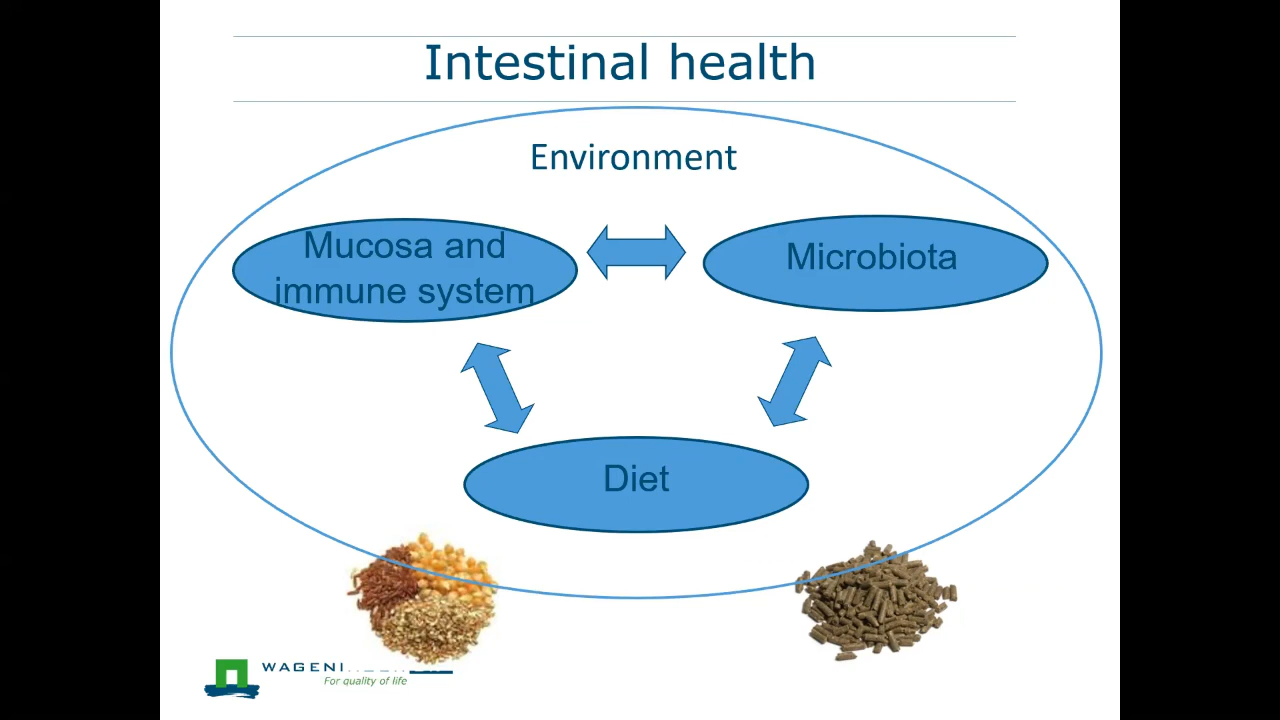 Intestinal health
Environment
Mucosa and
immune system
Microbiota
Diet
For quality of life